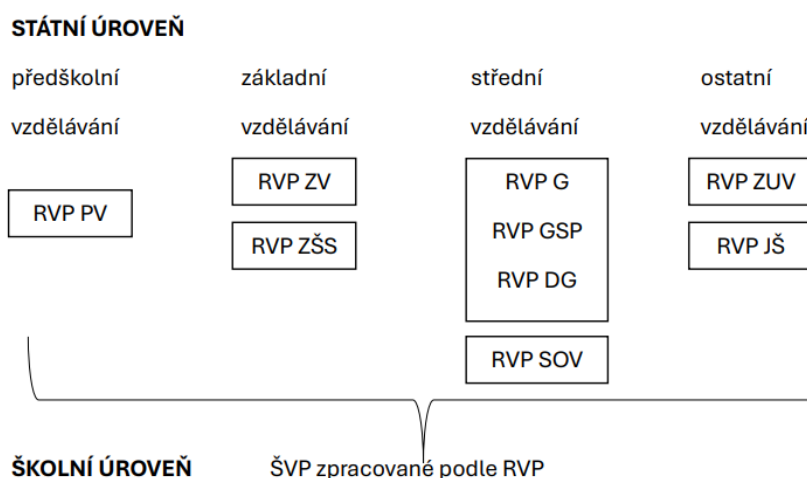 STÁTNÍ ÚROVEŇ
předškolní základní střední ostatní
vzdělávání vzdělávání vzdělávání vzdělávání
RVP ZV RVP G RVP ZUV
RVP PV
RVP GSP
RVP ZŠS RVP JŠ
RVP DG
RVP SOV
ŠKOLNÍ ÚROVEŇ ŠVP zpracované podle RVP